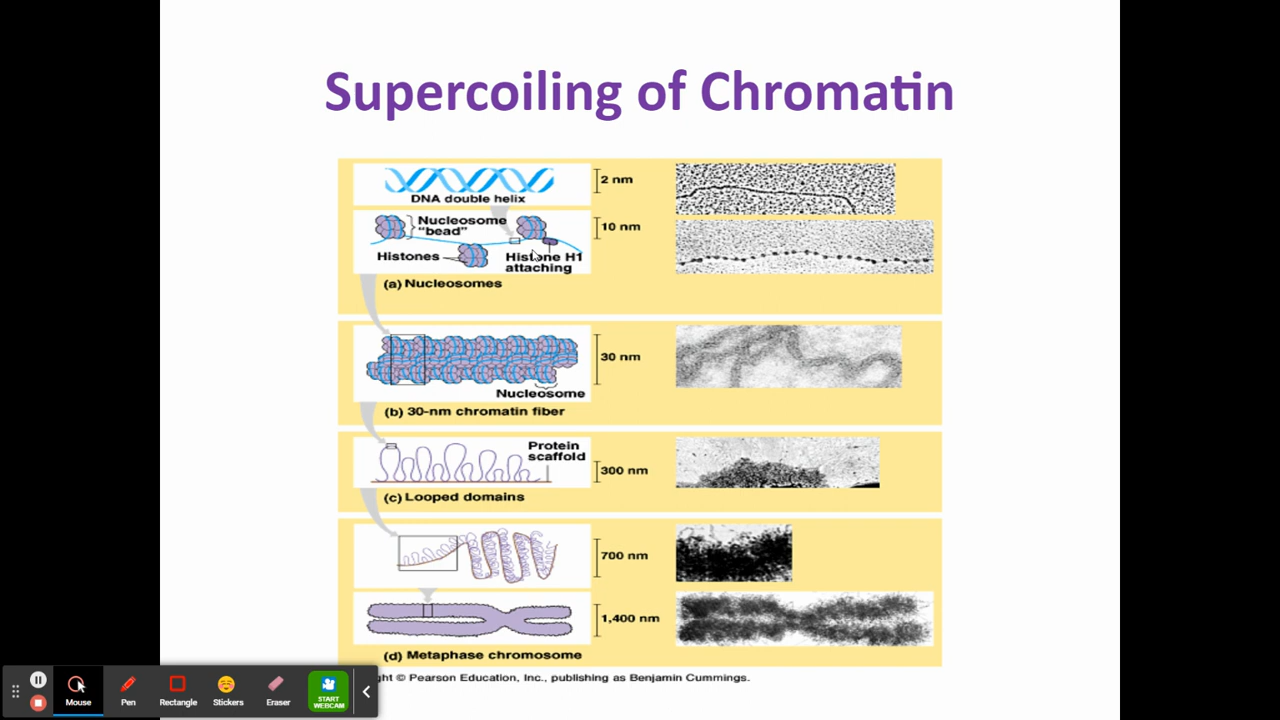 Supercoiling of Chromatin
2 nm
DNA double helix
Nucleosome
"bead"
10 nm
Histones
Histone H1
attaching
(a) Nucleosomes
30 nm
Nucleosome
(b) 30-nm chromatin fiber
Protein
scaffold
300 nm
(c) Looped domains
700 nm
1,400 nm
(d) Metaphase chromosome
© Pearson Education, Inc., publishing as Benjamin Cummings.
Mouse
Pen
Rectangle
Stickers
Eraser
START
WEBCAM